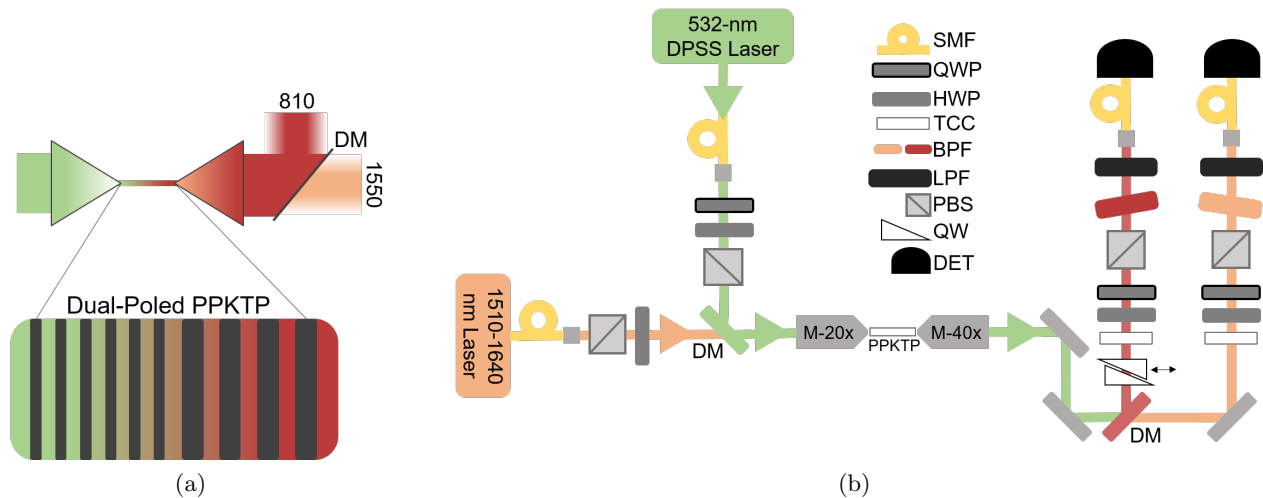 810
DM
1550
Dual-Poled PPKTP
(a)
532-nm
DPSS Laser
1510-1640
nm Laser
DM
M-20x
PPKTP
M-40x
SMF
QWP
HWP
TCC
BPF
LPF
PBS
QW
DET
DM
(b)